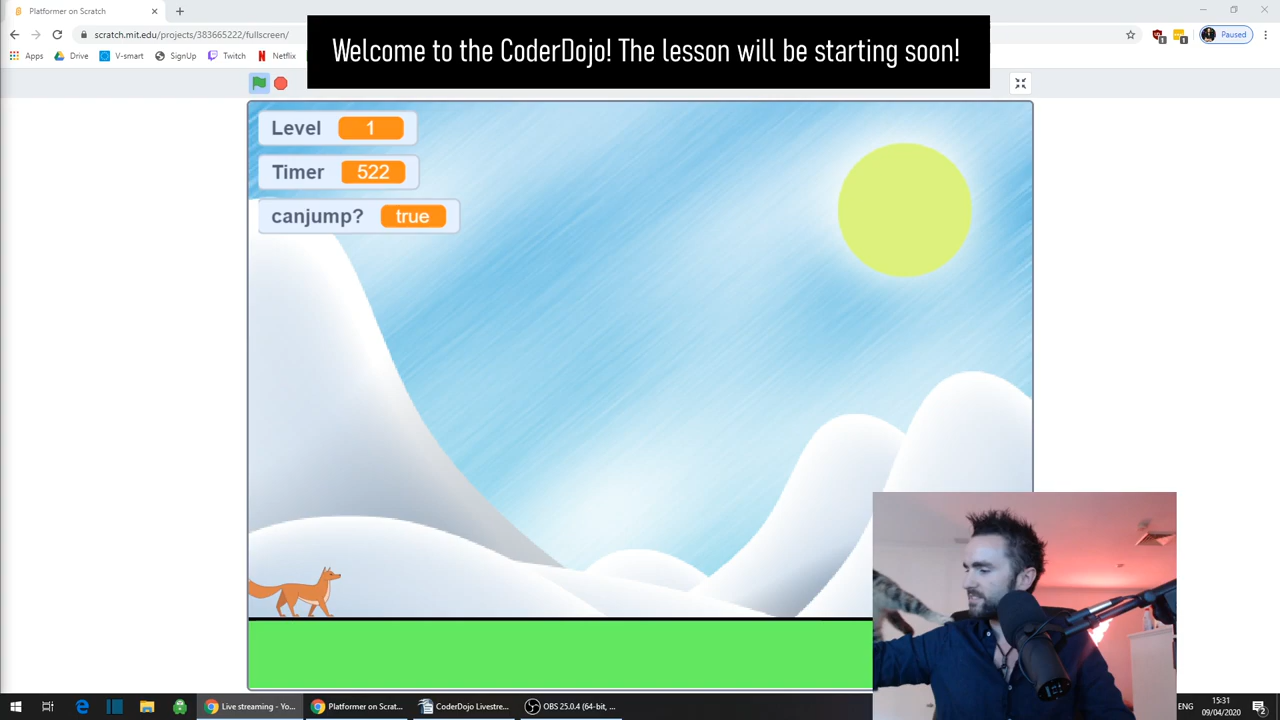 Platformer on Scratch
scratch.mit.edu/projects/383665222/fullscreen/
Paused
Apps
Drive
V-smart
SignUp
Twitch
Netflix
Welcome to the CoderDojo! The lesson will be starting soon!
Level 1
Timer 522
canjump? true
Live streaming - Yo...
Platformer on Scrat...
CoderDojo Livestre...
OBS 25.0.4 (64-bit, ...
ENG
15:31
09/04/2020